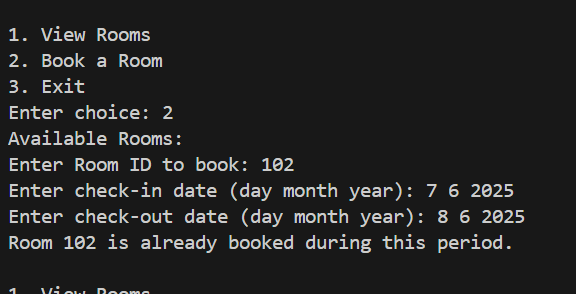 1. View Rooms
2. Book a Room
3. Exit
Enter choice: 2
Available Rooms:
Enter Room ID to book: 102
Enter check-in date (day month year): 7 6 2025
Enter check-out date (day month year): 8 6 2025
Room 102 is already booked during this period.
1. View Rooms